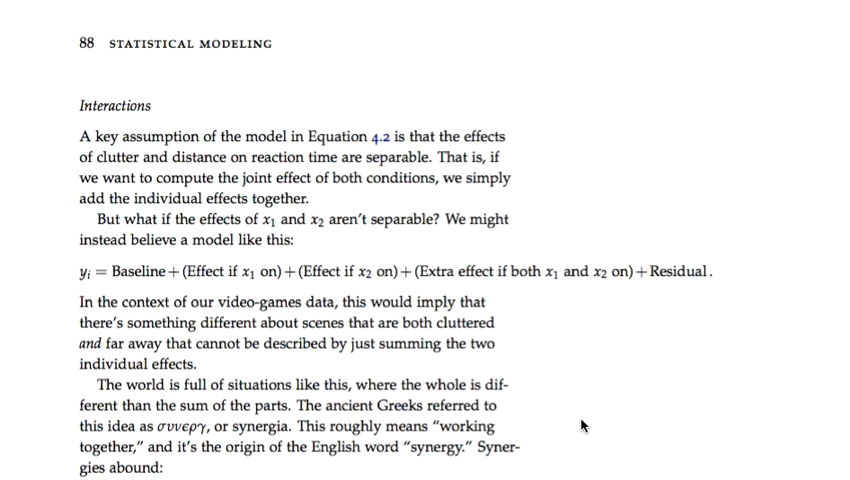 88 STATISTICAL MODELING
Interactions
A key assumption of the model in Equation 4.2 is that the effects
of clutter and distance on reaction time are separable. That is, if
we want to compute the joint effect of both conditions, we simply
add the individual effects together.
But what if the effects of x₁ and x₂ aren't separable? We might
instead believe a model like this:
yᵢ = Baseline + (Effect if x₁ on) + (Effect if x₂ on) + (Extra effect if both x₁ and x₂ on) + Residual .
In the context of our video-games data, this would imply that
there's something different about scenes that are both cluttered
and far away that cannot be described by just summing the two
individual effects.
The world is full of situations like this, where the whole is dif-
ferent than the sum of the parts. The ancient Greeks referred to
this idea as συνεργ, or synergia. This roughly means “working
together,” and it's the origin of the English word “synergy.” Syner-
gies abound: